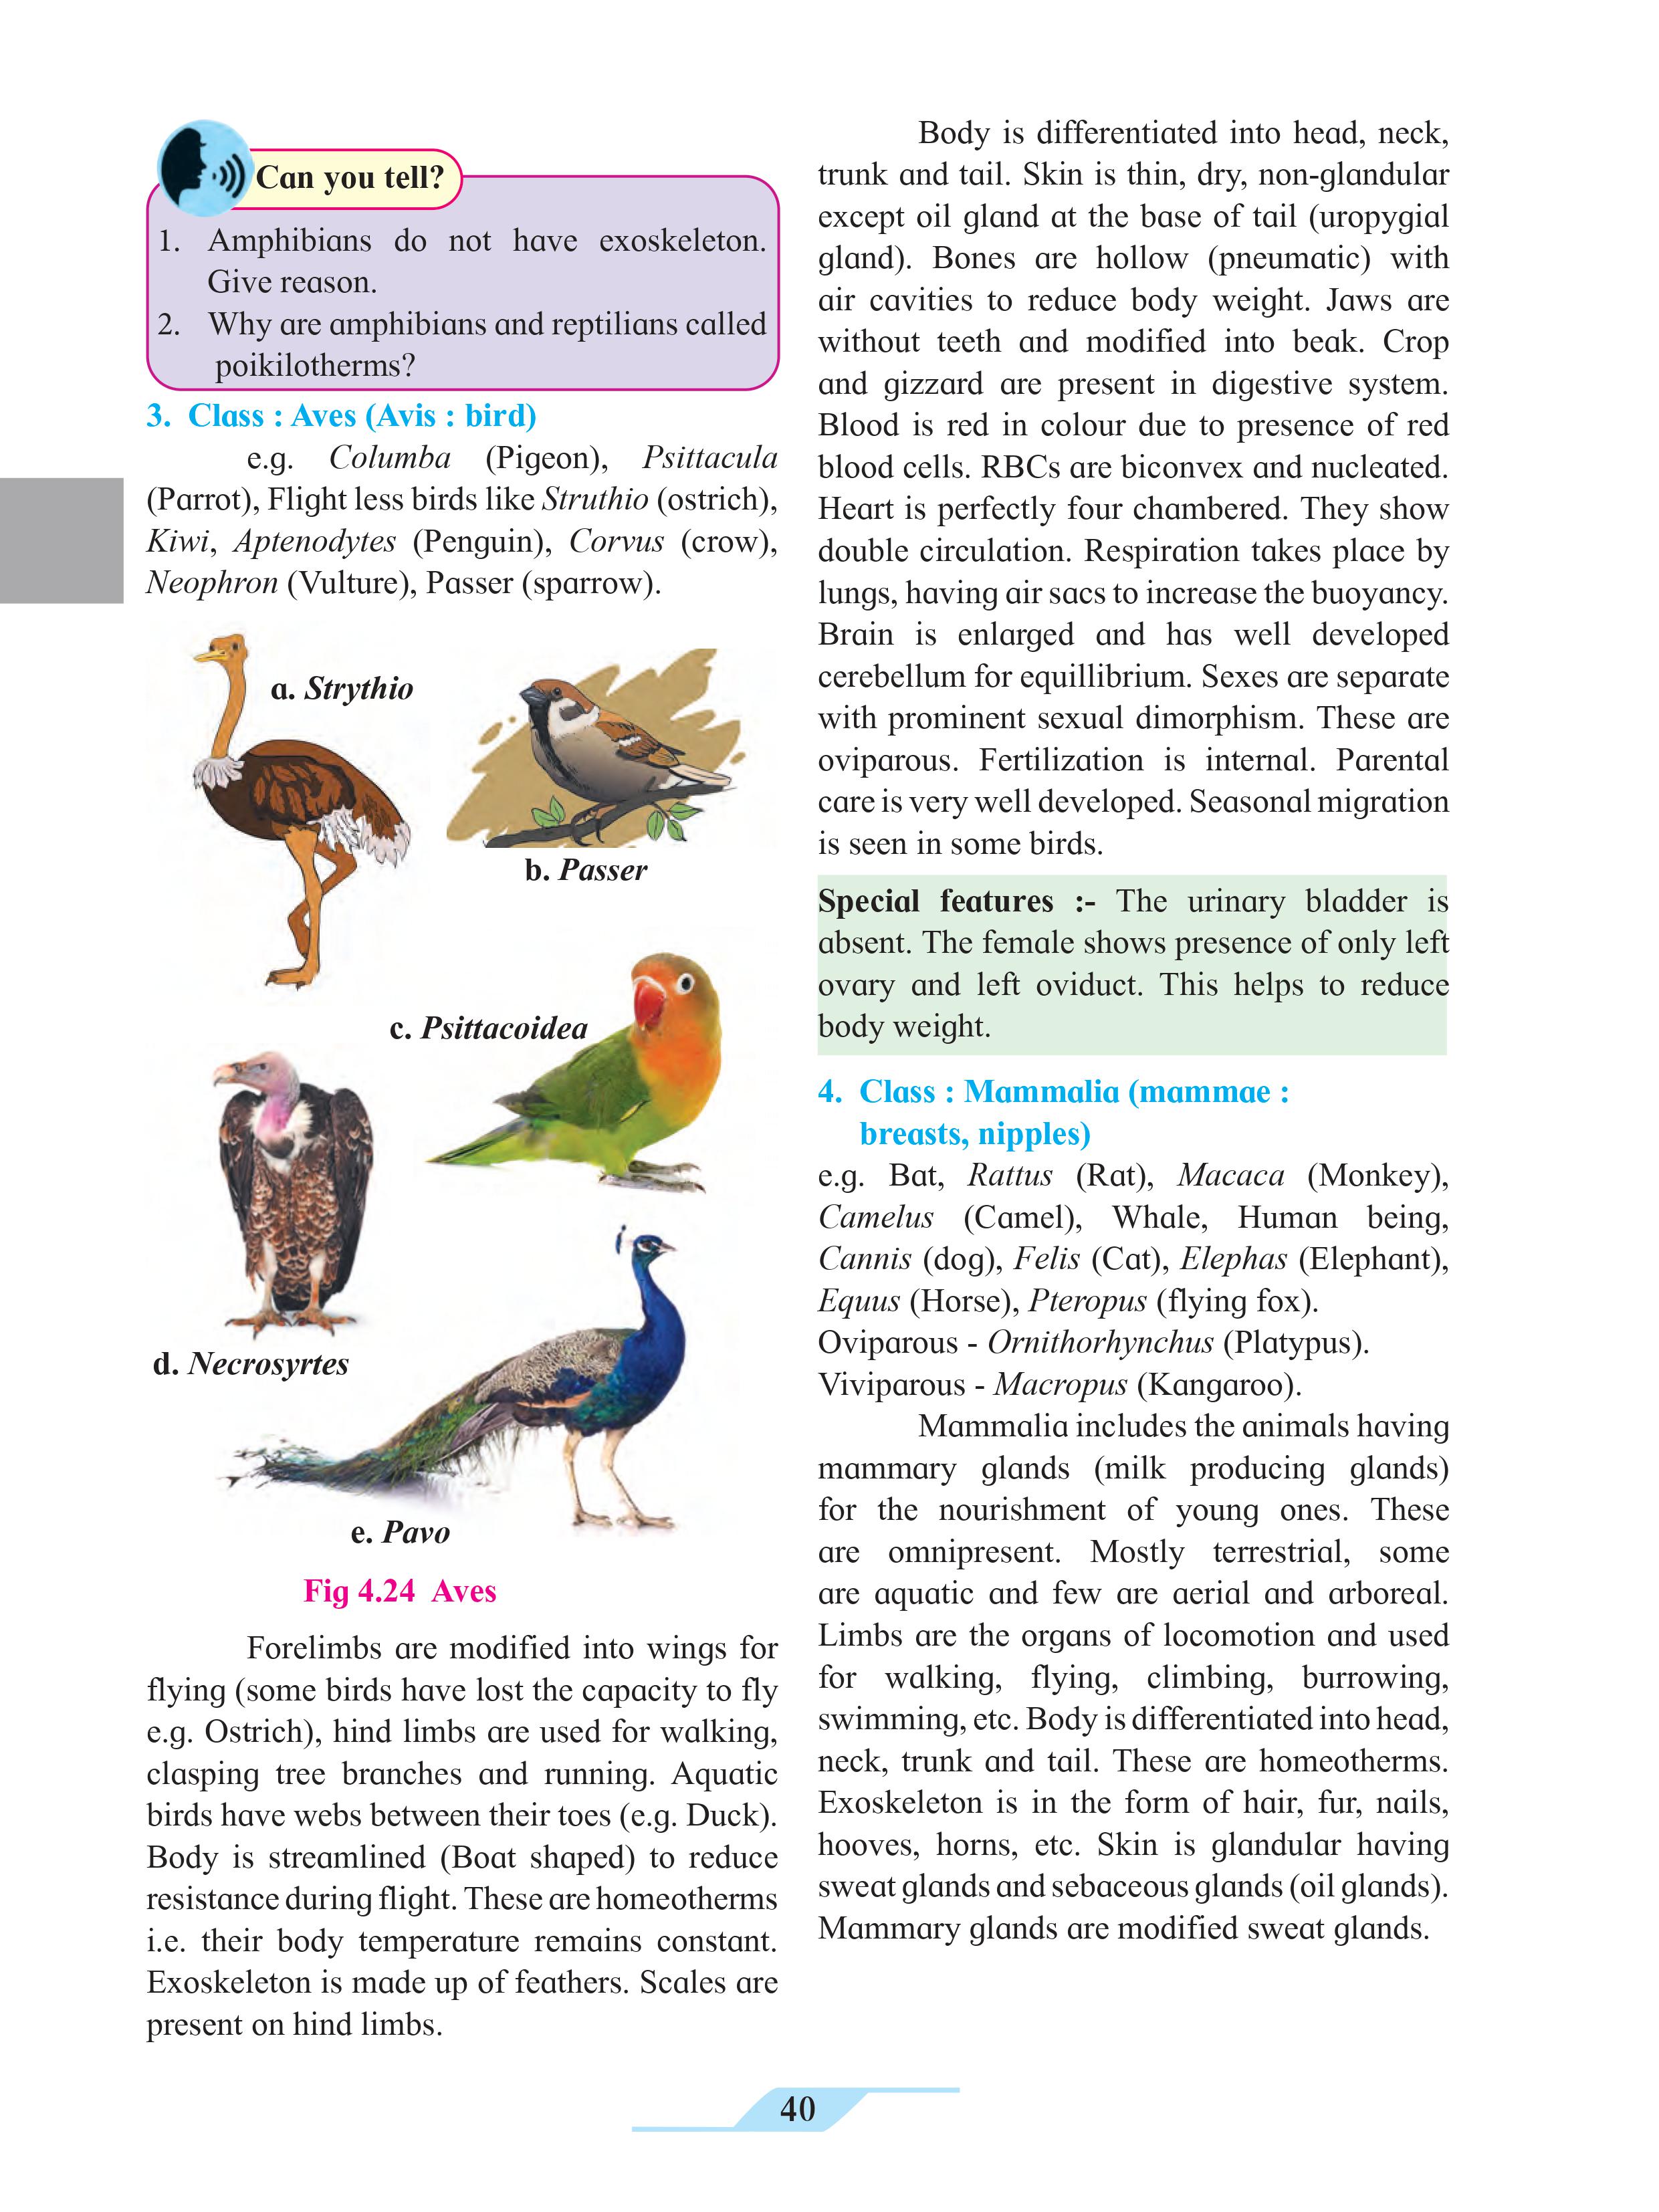 Can you tell?
1. Amphibians do not have exoskeleton.
Give reason.
2. Why are amphibians and reptilians called
poikilotherms?
3. Class : Aves (Avis : bird)
e.g. Columba (Pigeon), Psittacula
(Parrot), Flight less birds like Struthio (ostrich),
Kiwi, Aptenodytes (Penguin), Corvus (crow),
Neophron (Vulture), Passer (sparrow).
a. Strythio
b. Passer
c. Psittacoidea
d. Necrosyrtes
e. Pavo
Fig 4.24 Aves
Forelimbs are modified into wings for
flying (some birds have lost the capacity to fly
e.g. Ostrich), hind limbs are used for walking,
clasping tree branches and running. Aquatic
birds have webs between their toes (e.g. Duck).
Body is streamlined (Boat shaped) to reduce
resistance during flight. These are homeotherms
i.e. their body temperature remains constant.
Exoskeleton is made up of feathers. Scales are
present on hind limbs.
Body is differentiated into head, neck,
trunk and tail. Skin is thin, dry, non-glandular
except oil gland at the base of tail (uropygial
gland). Bones are hollow (pneumatic) with
air cavities to reduce body weight. Jaws are
without teeth and modified into beak. Crop
and gizzard are present in digestive system.
Blood is red in colour due to presence of red
blood cells. RBCs are biconvex and nucleated.
Heart is perfectly four chambered. They show
double circulation. Respiration takes place by
lungs, having air sacs to increase the buoyancy.
Brain is enlarged and has well developed
cerebellum for equillibrium. Sexes are separate
with prominent sexual dimorphism. These are
oviparous. Fertilization is internal. Parental
care is very well developed. Seasonal migration
is seen in some birds.
Special features :- The urinary bladder is
absent. The female shows presence of only left
ovary and left oviduct. This helps to reduce
body weight.
4. Class : Mammalia (mammae :
breasts, nipples)
e.g. Bat, Rattus (Rat), Macaca (Monkey),
Camelus (Camel), Whale, Human being,
Cannis (dog), Felis (Cat), Elephas (Elephant),
Equus (Horse), Pteropus (flying fox).
Oviparous - Ornithorhynchus (Platypus).
Viviparous - Macropus (Kangaroo).
Mammalia includes the animals having
mammary glands (milk producing glands)
for the nourishment of young ones. These
are omnipresent. Mostly terrestrial, some
are aquatic and few are aerial and arboreal.
Limbs are the organs of locomotion and used
for walking, flying, climbing, burrowing,
swimming, etc. Body is differentiated into head,
neck, trunk and tail. These are homeotherms.
Exoskeleton is in the form of hair, fur, nails,
hooves, horns, etc. Skin is glandular having
sweat glands and sebaceous glands (oil glands).
Mammary glands are modified sweat glands.
40